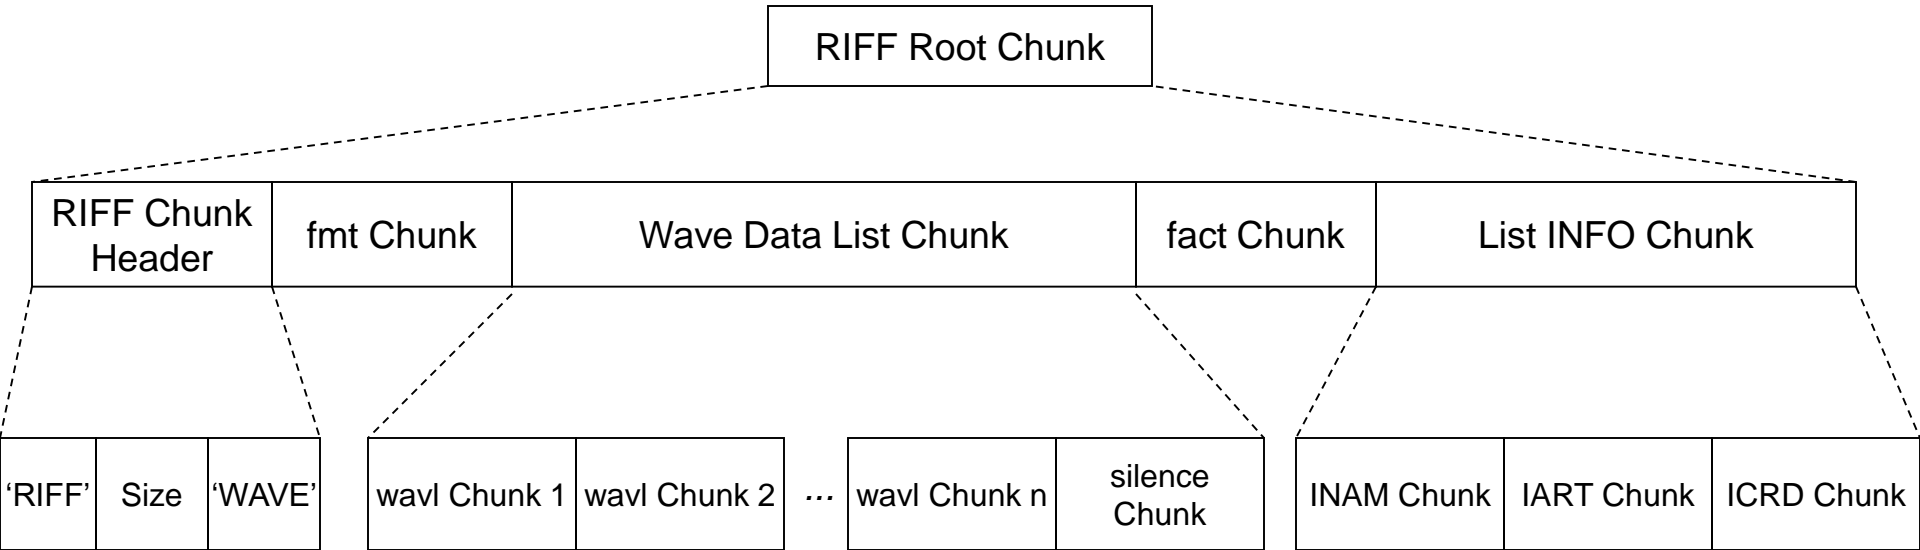 RIFF Root Chunk
RIFF Chunk
Header
fmt Chunk
Wave Data List Chunk
fact Chunk
List INFO Chunk
‘RIFF’
Size
‘WAVE’
wavl Chunk 1
wavl Chunk 2
...
wavl Chunk n
silence
Chunk
INAM Chunk
IART Chunk
ICRD Chunk